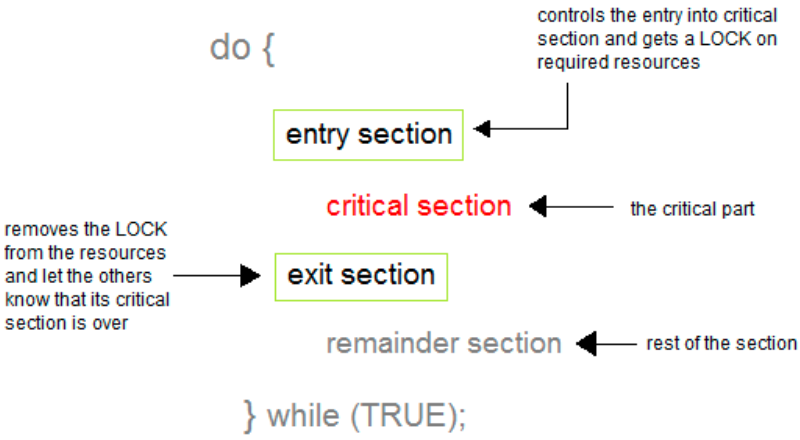 controls the entry into critical
section and gets a LOCK on
required resources
do {
entry section
critical section
the critical part
removes the LOCK
from the resources
and let the others
know that its critical
section is over
exit section
remainder section
rest of the section
} while (TRUE);